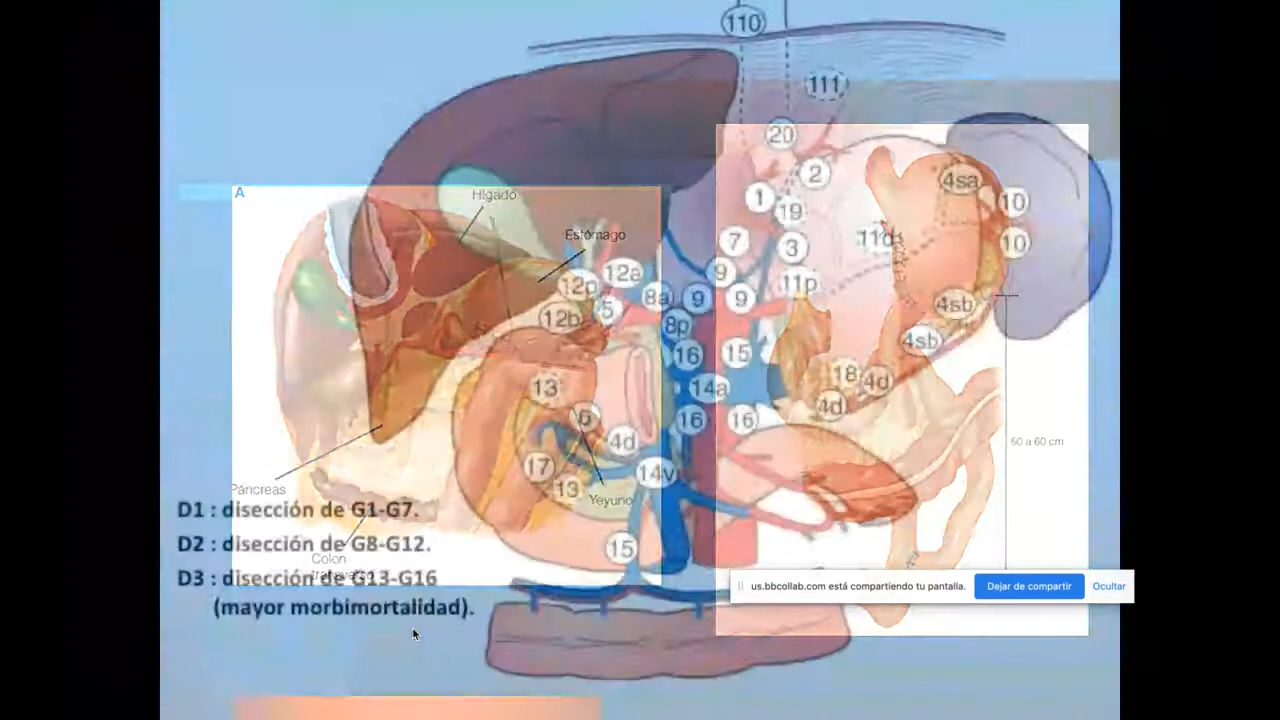 110
111
20
2
4sa
A
Hígado
1
19
10
Estómago
7
3
11d
10
12a
9
11p
12p
8a
9
9
5
4sb
12b
8p
4sb
16
15
13
14a
18
4d
6
16
16
4d
4d
50 a 60 cm
17
14v
13
Páncreas
Yeyuno
D1 : disección de G1-G7.
D2 : disección de G8-G12.
15
Colon
transverso
D3 : disección de G13-G16
(mayor morbimortalidad).
us.bbcollab.com está compartiendo tu pantalla.
Dejar de compartir
Ocultar